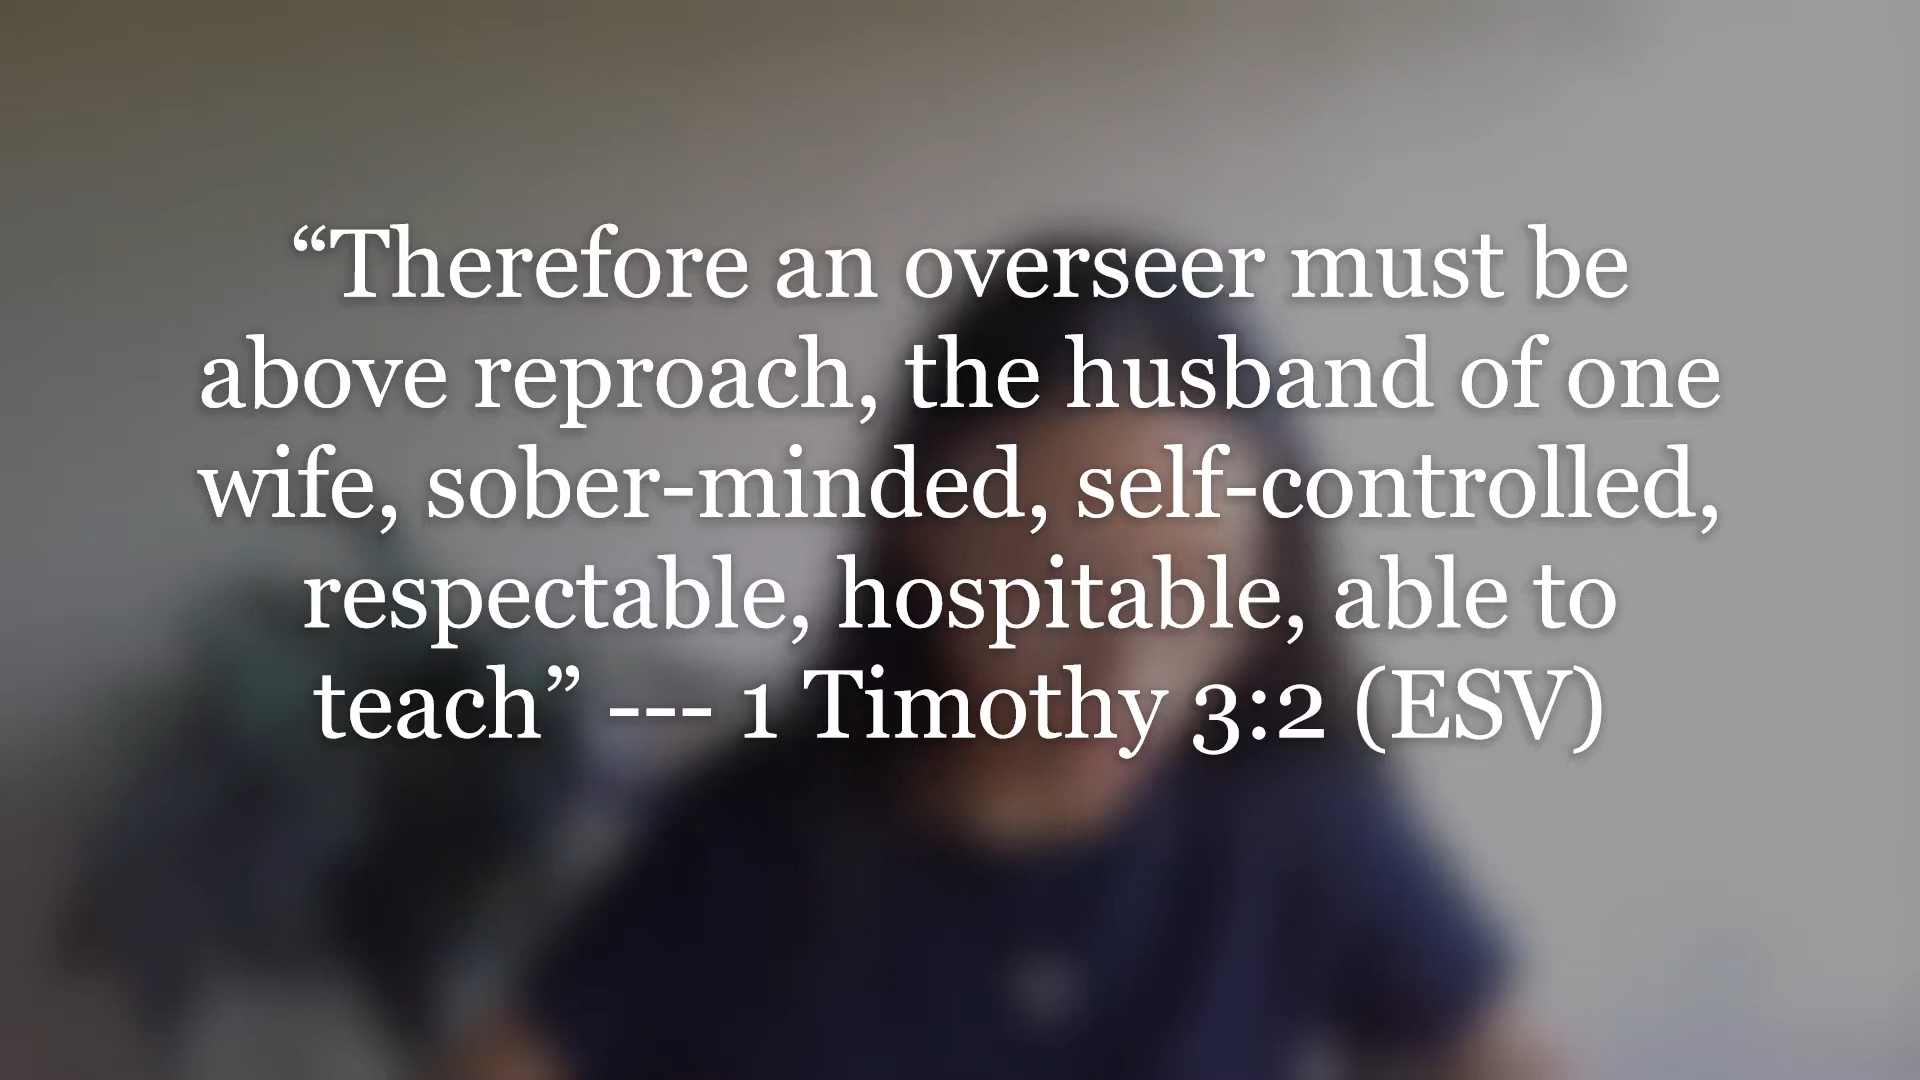 “Therefore an overseer must be
above reproach, the husband of one
wife, sober-minded, self-controlled,
respectable, hospitable, able to
teach” --- 1 Timothy 3:2 (ESV)